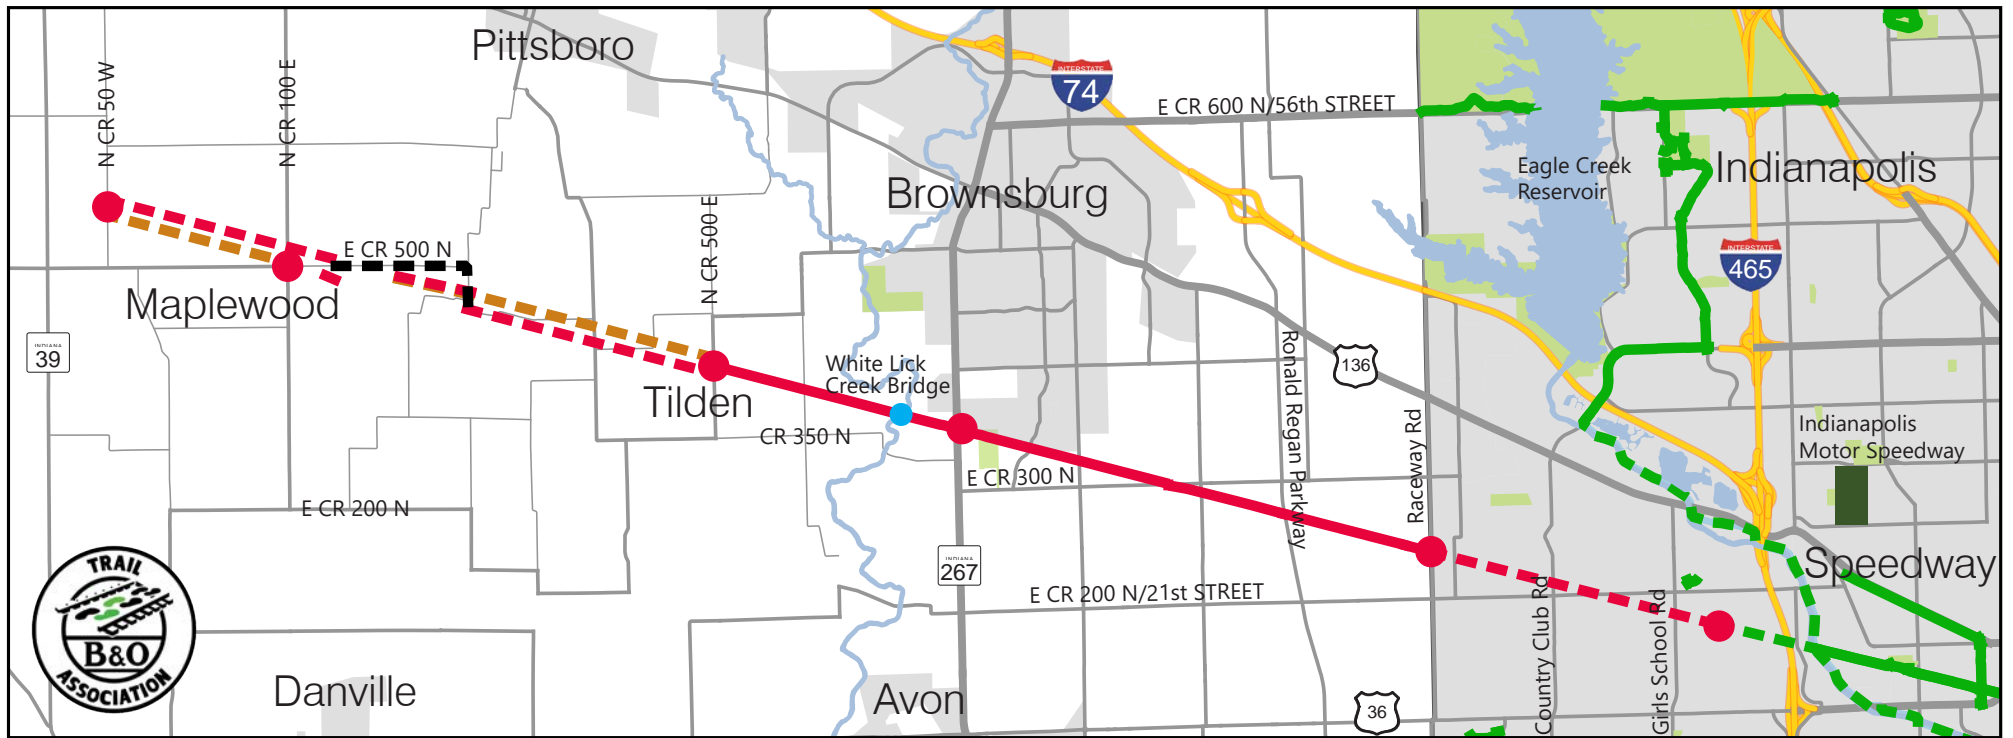 Pittsboro
N CR 50 W
N CR 100 E
INTERSTATE
74
E CR 600 N/56th STREET
Eagle Creek
Reservoir
Indianapolis
Brownsburg
N CR 500 E
E CR 500 N
INTERSTATE
465
Maplewood
INDIANA
39
White Lick
Creek Bridge
Ronald Regan Parkway
136
Tilden
CR 350 N
Raceway Rd
Indianapolis
Motor Speedway
E CR 300 N
E CR 200 N
INDIANA
267
Speedway
TRAIL
B&O
ASSOCIATION
E CR 200 N/21st STREET
Country Club Rd
Girls School Rd
Danville
Avon
36